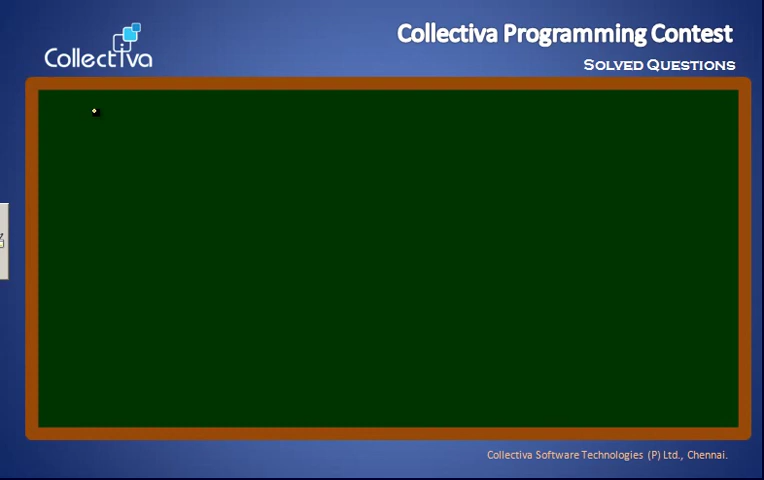 Collectiva
Collectiva Programming Contest
SOLVED QUESTIONS
Collectiva Software Technologies (P) Ltd., Chennai.